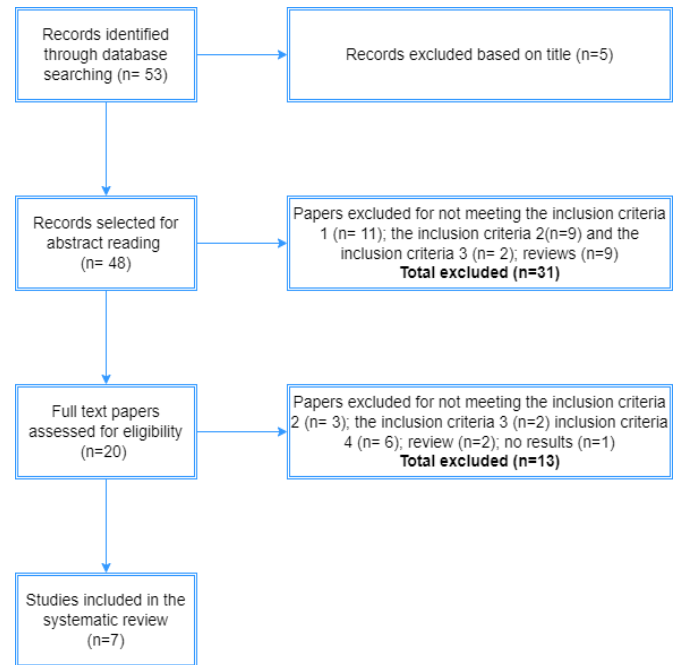 Records identified
through database
searching (n= 53)
Records excluded based on title (n=5)
Records selected for
abstract reading
(n= 48)
Papers excluded for not meeting the inclusion criteria
1 (n= 11); the inclusion criteria 2(n=9) and the
inclusion criteria 3 (n= 2); reviews (n=9)
Total excluded (n=31)
Full text papers
assessed for eligibility
(n=20)
Papers excluded for not meeting the inclusion criteria
2 (n= 3); the inclusion criteria 3 (n=2) inclusion criteria
4 (n= 6); review (n=2); no results (n=1)
Total excluded (n=13)
Studies included in the
systematic review
(n=7)